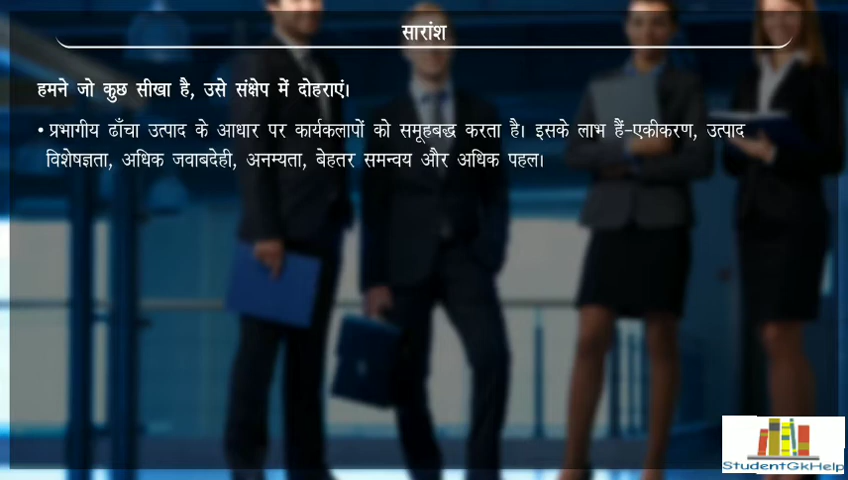 सारांश
हमने जो कुछ सीखा है, उसे संक्षेप में दोहराएं।
• प्रभागीय ढाँचा उत्पाद के आधार पर कार्यकलापों को समूहबद्ध करता है। इसके लाभ हैं-एकीकरण, उत्पाद
विशेषज्ञता, अधिक जवाबदेही, अनम्यता, बेहतर समन्वय और अधिक पहल।
StudentGkHelp